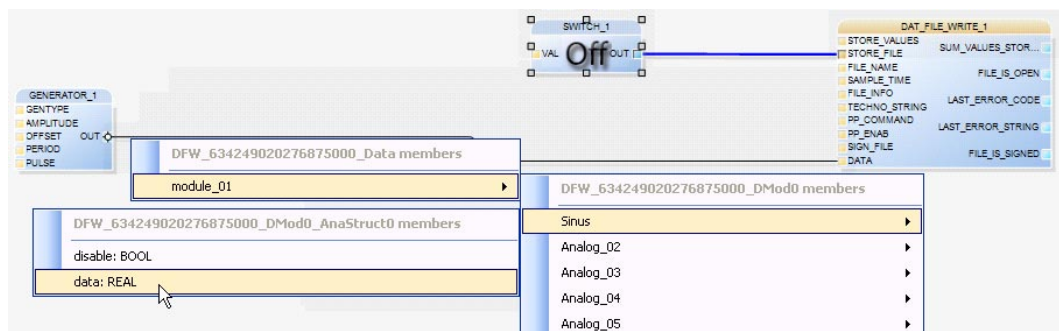 SWITCH_1
VAL
Off
OUT
DAT_FILE_WRITE_1
STORE_VALUES
STORE_FILE
FILE_NAME
SAMPLE_TIME
FILE_INFO
TECHNO_STRING
PP_COMMAND
PP_ENAB
SIGN_FILE
DATA
SUM_VALUES_STOR...
FILE_IS_OPEN
LAST_ERROR_CODE
LAST_ERROR_STRING
FILE_IS_SIGNED
GENERATOR_1
GENTYPE
AMPLITUDE
OFFSET OUT
PERIOD
PULSE
DFW_634249020276875000_Data members
module_01
DFW_634249020276875000_DMod0 members
Sinus
Analog_02
Analog_03
Analog_04
Analog_05
DFW_634249020276875000_DMod0_AnaStruct0 members
disable: BOOL
data: REAL